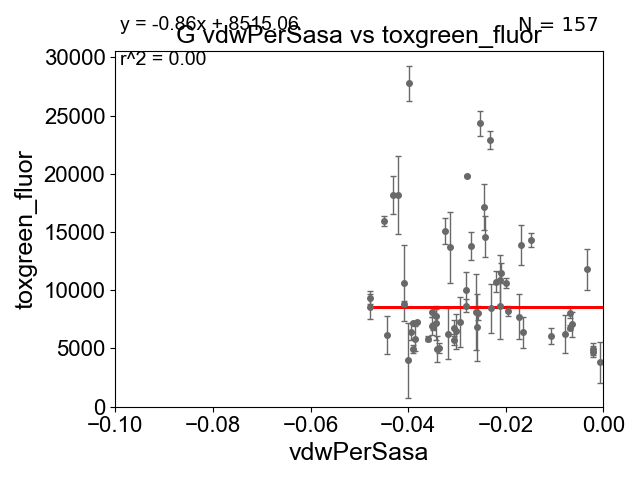 y = -0.86x + 8515.06
N = 157
G vdwPerSasa vs toxgreen_fluor
r^2 = 0.00
30000
25000
20000
15000
10000
5000
0
toxgreen_fluor
−0.10 −0.08 −0.06 −0.04 −0.02 0.00
vdwPerSasa